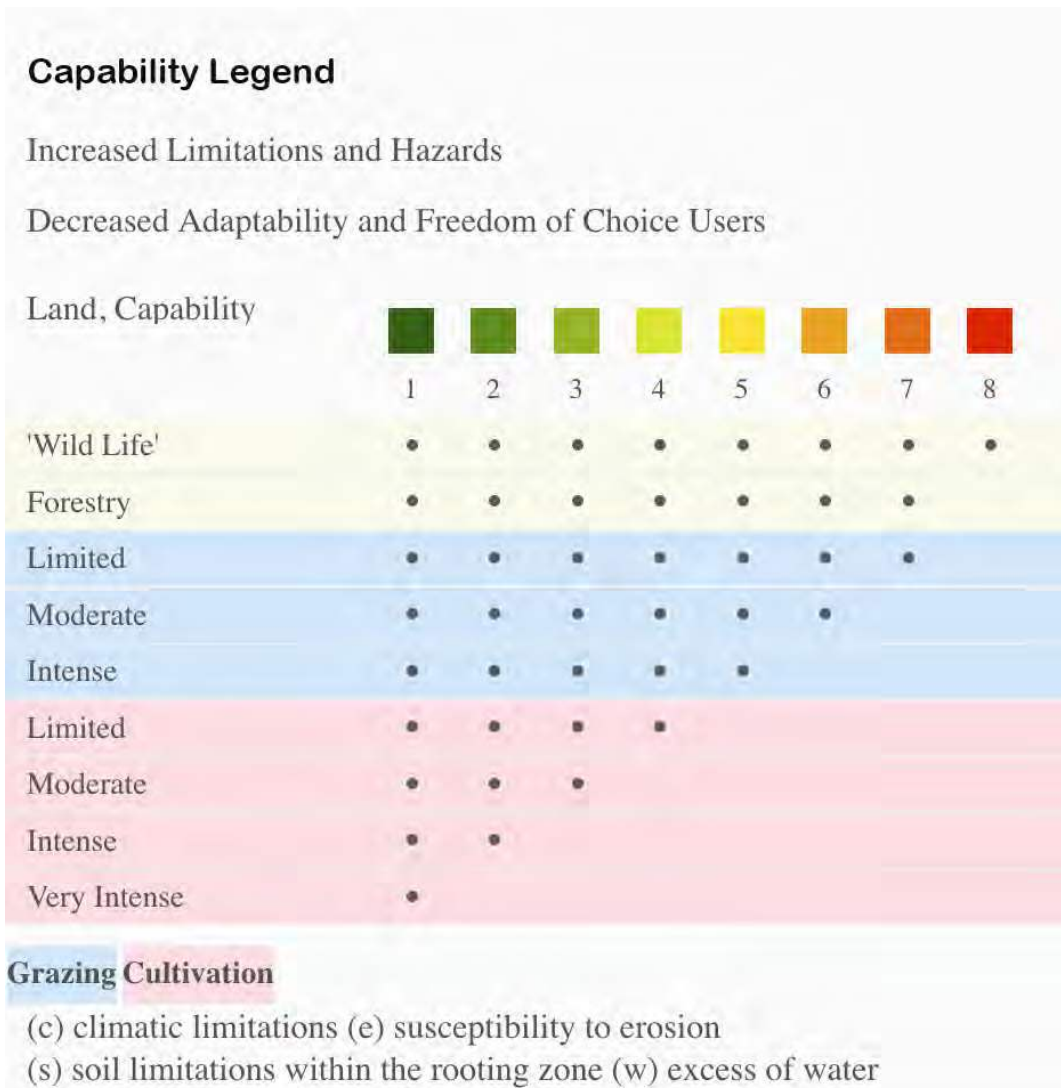 Capability Legend
Increased Limitations and Hazards
Decreased Adaptability and Freedom of Choice Users
Land, Capability
1 2 3 4 5 6 7 8
'Wild Life' • • • • • • • •
Forestry • • • • • • •
Limited • • • • • • •
Moderate • • • • • •
Intense • • • • •
Limited • • • •
Moderate • • •
Intense • •
Very Intense •
Grazing Cultivation
(c) climatic limitations (e) susceptibility to erosion
(s) soil limitations within the rooting zone (w) excess of water